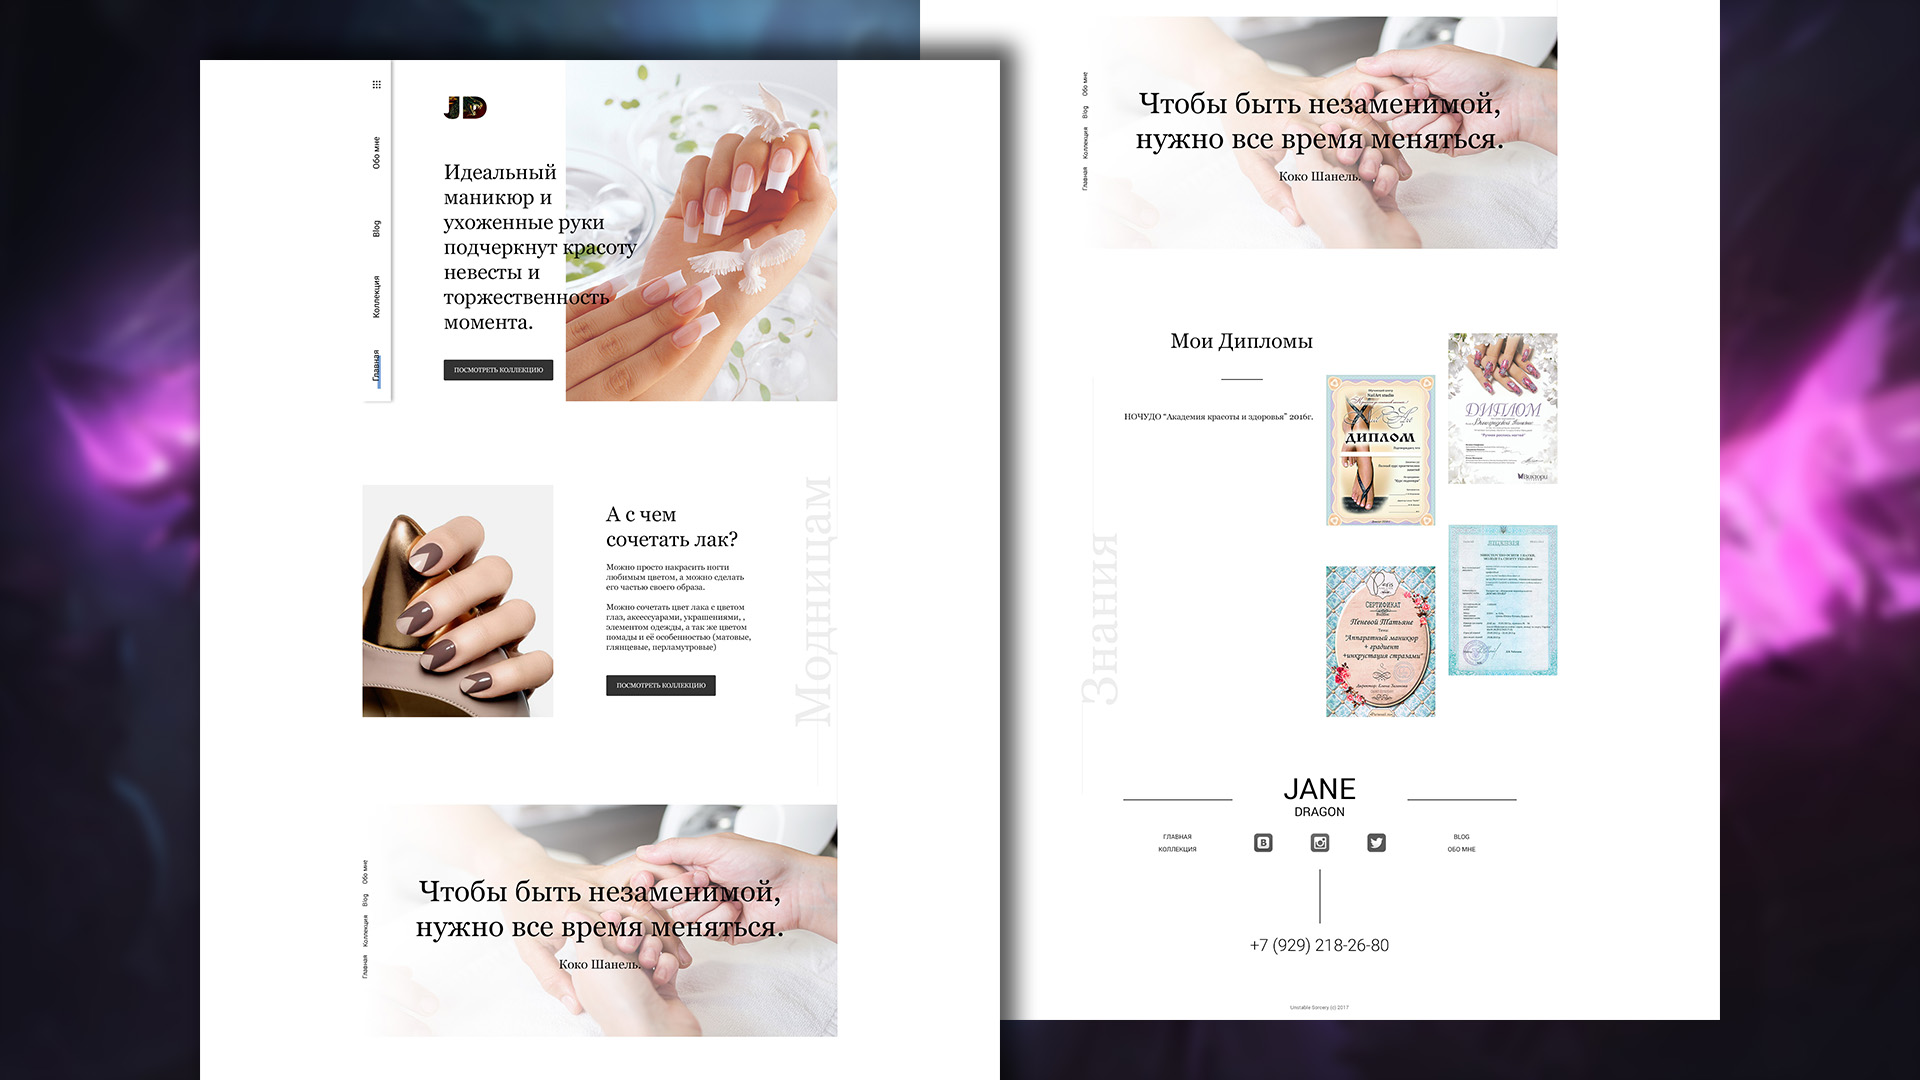 JD
Обо мне
Blog
Коллекция
Главная
Идеальный
маникюр и
ухоженные руки
подчеркнут красоту
невесты и
торжественность
момента.
ПОСМОТРЕТЬ КОЛЛЕКЦИЮ
А с чем
сочетать лак?
Можно просто накрасить ногти
любимым цветом, а можно сделать
его частью своего образа.
Можно сочетать цвет лака с цветом
глаз, аксессуарами, украшениями, ,
элементом одежды, а так же цветом
помады и её особенностью (матовые,
глянцевые, перламутровые)
ПОСМОТРЕТЬ КОЛЛЕКЦИЮ
Модницам
Обо мне
Blog
Коллекция
Главная
Чтобы быть незаменимой,
нужно все время меняться.
Коко Шанель.
Обо мне
Blog
Коллекция
Главная
Чтобы быть незаменимой,
нужно все время меняться.
Коко Шанель.
Мои Дипломы
НОЧУДО “Академия красоты и здоровья” 2016г.
Знания
Nail Art studio
ДИПЛОМ
ДИПЛОМ
Виктори
СЕРТИФИКАТ
Пеневой Татьяне
"Аппаратный маникюр
+ градиент
+инкрустация стразами"
JANE
DRAGON
ГЛАВНАЯ
КОЛЛЕКЦИЯ
BLOG
ОБО МНЕ
+7 (929) 218-26-80
Unstable Sorcery (c) 2017